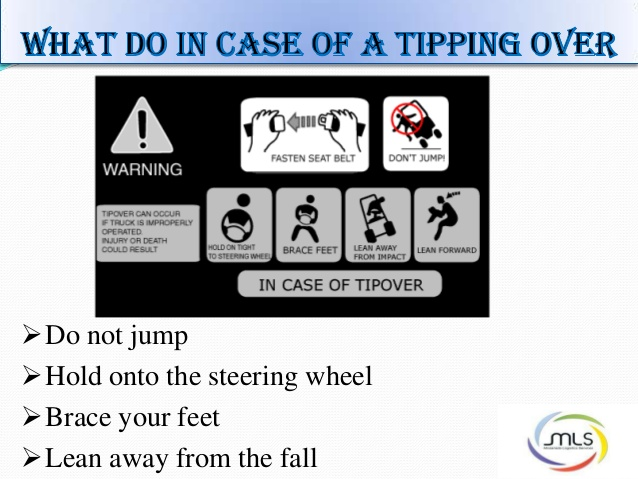 WHAT DO IN CASE OF A TIPPING OVER
WARNING
FASTEN SEAT BELT
DON'T JUMP!
TIPOVER CAN OCCUR
IF TRUCK IS IMPROPERLY
OPERATED.
INJURY OR DEATH
COULD RESULT
HOLD ON TIGHT
TO STEERING WHEEL
BRACE FEET
LEAN AWAY
FROM IMPACT
LEAN FORWARD
IN CASE OF TIPOVER
➢Do not jump
➢Hold onto the steering wheel
➢Brace your feet
➢Lean away from the fall
MLS